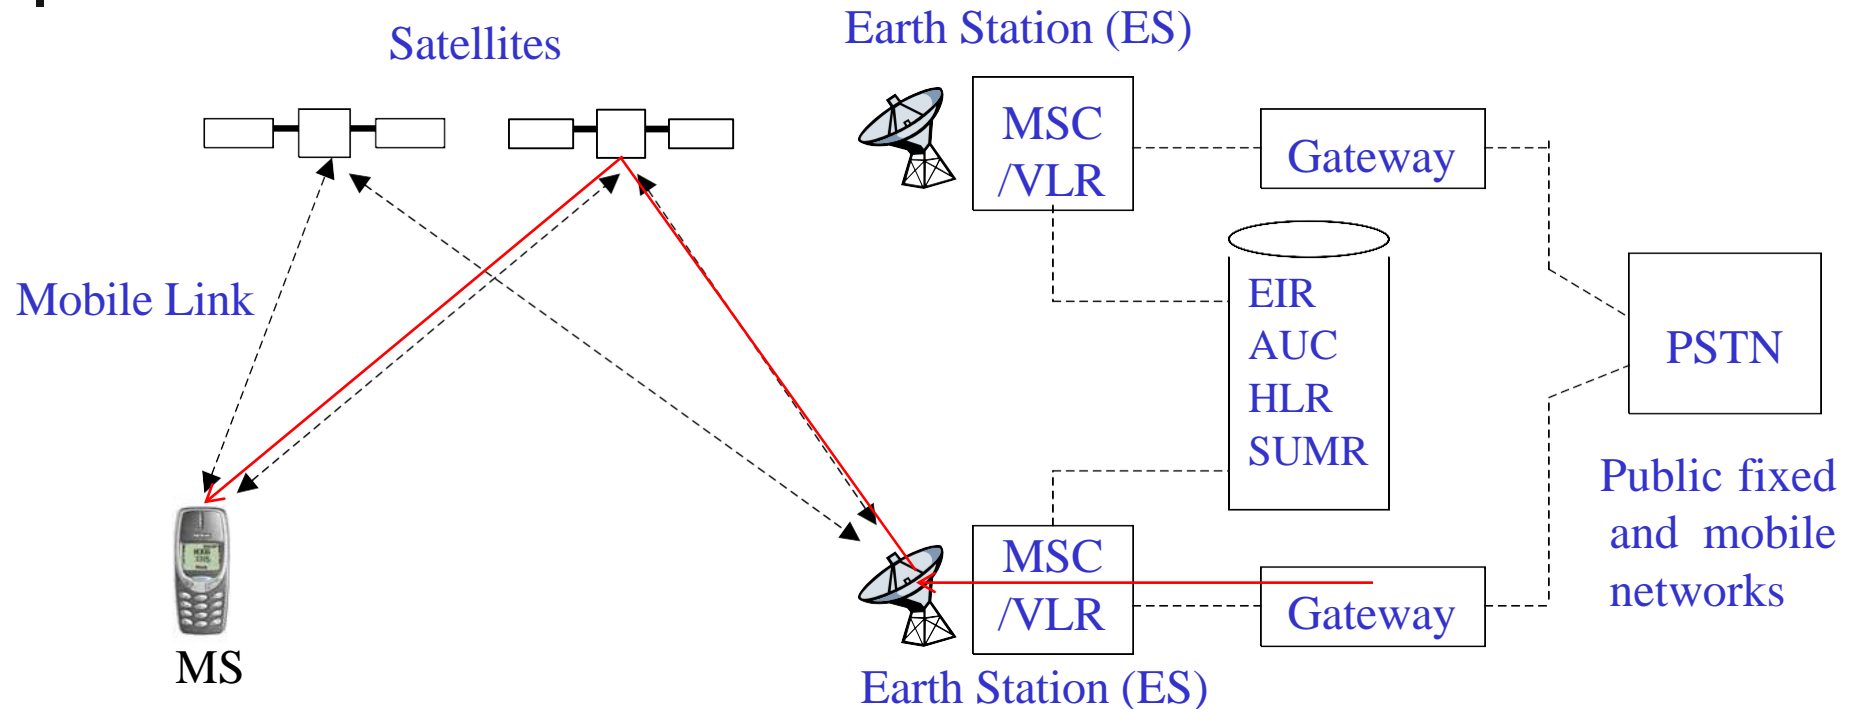 Satellites
Earth Station (ES)
MSC
/VLR
Gateway
Mobile Link
EIR
AUC
HLR
SUMR
PSTN
Public fixed
and mobile
networks
MSC
/VLR
Gateway
MS
Earth Station (ES)